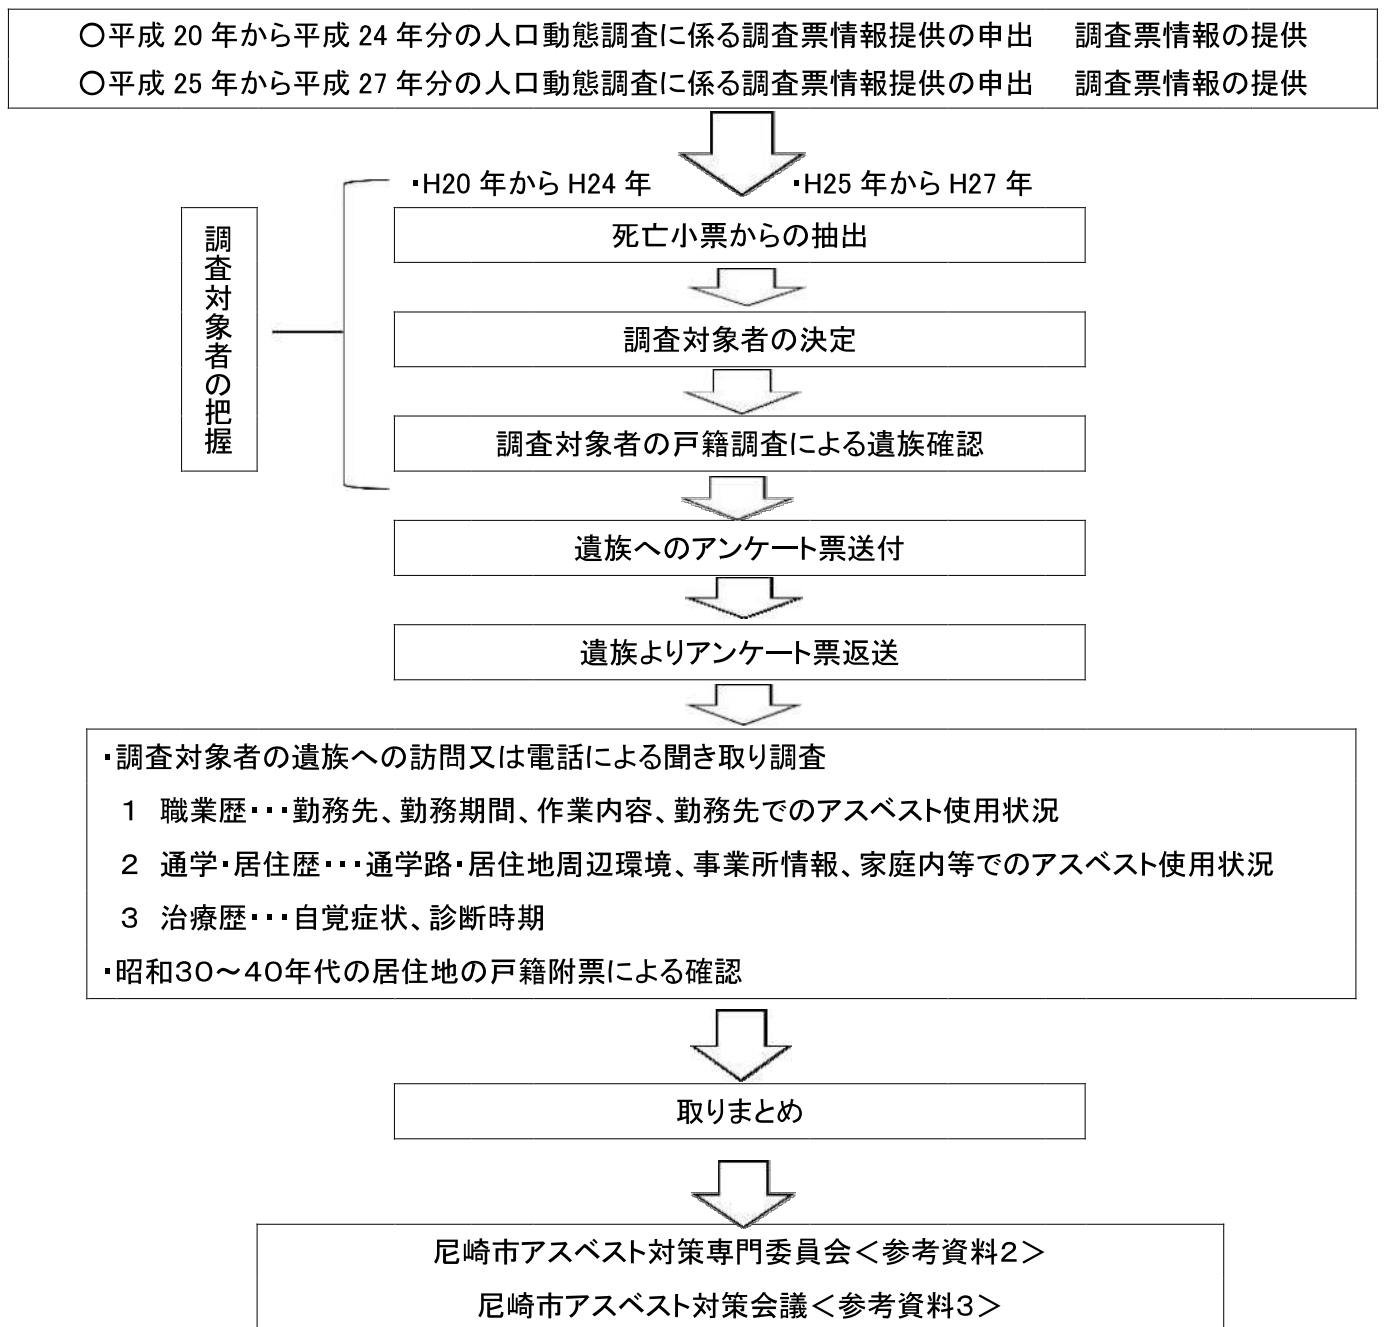 〇平成 20 年から平成 24 年分の人口動態調査に係る調査票情報提供の申出　調査票情報の提供
〇平成 25 年から平成 27 年分の人口動態調査に係る調査票情報提供の申出　調査票情報の提供
・H20 年から H24 年　・H25 年から H27 年
調査対象者の把握
死亡小票からの抽出
調査対象者の決定
調査対象者の戸籍調査による遺族確認
遺族へのアンケート票送付
遺族よりアンケート票返送
・調査対象者の遺族への訪問又は電話による聞き取り調査
１　職業歴・・・勤務先、勤務期間、作業内容、勤務先でのアスベスト使用状況
２　通学・居住歴・・・通学路・居住地周辺環境、事業所情報、家庭内等でのアスベスト使用状況
３　治療歴・・・自覚症状、診断時期
・昭和３０～４０年代の居住地の戸籍附票による確認
取りまとめ
尼崎市アスベスト対策専門委員会＜参考資料２＞
尼崎市アスベスト対策会議＜参考資料３＞